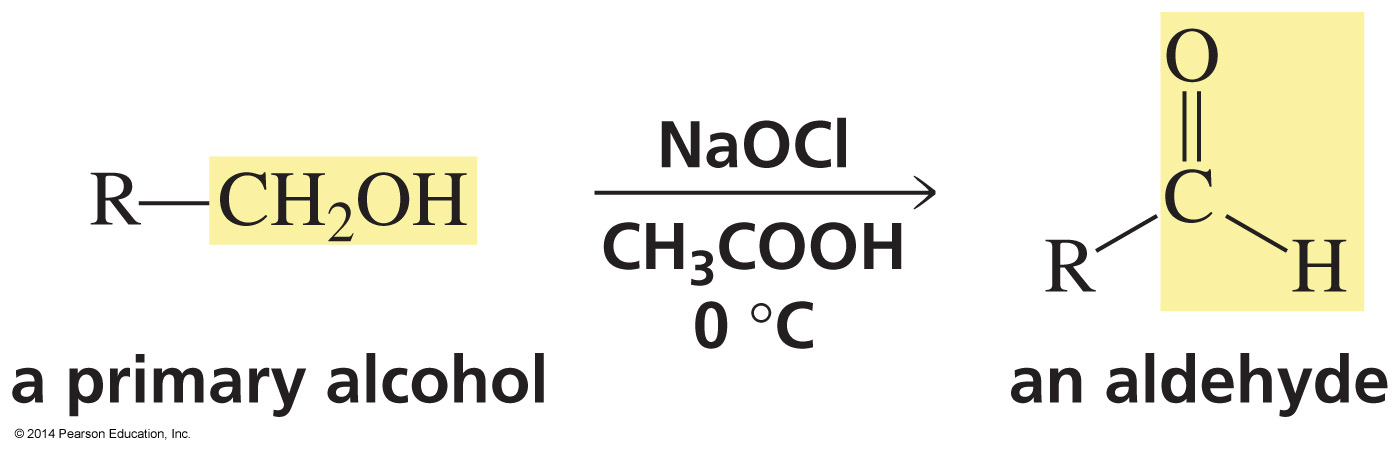 R—CH₂OH
NaOCl
CH₃COOH
0 °C
O
C
R
H
a primary alcohol
an aldehyde
© 2014 Pearson Education, Inc.